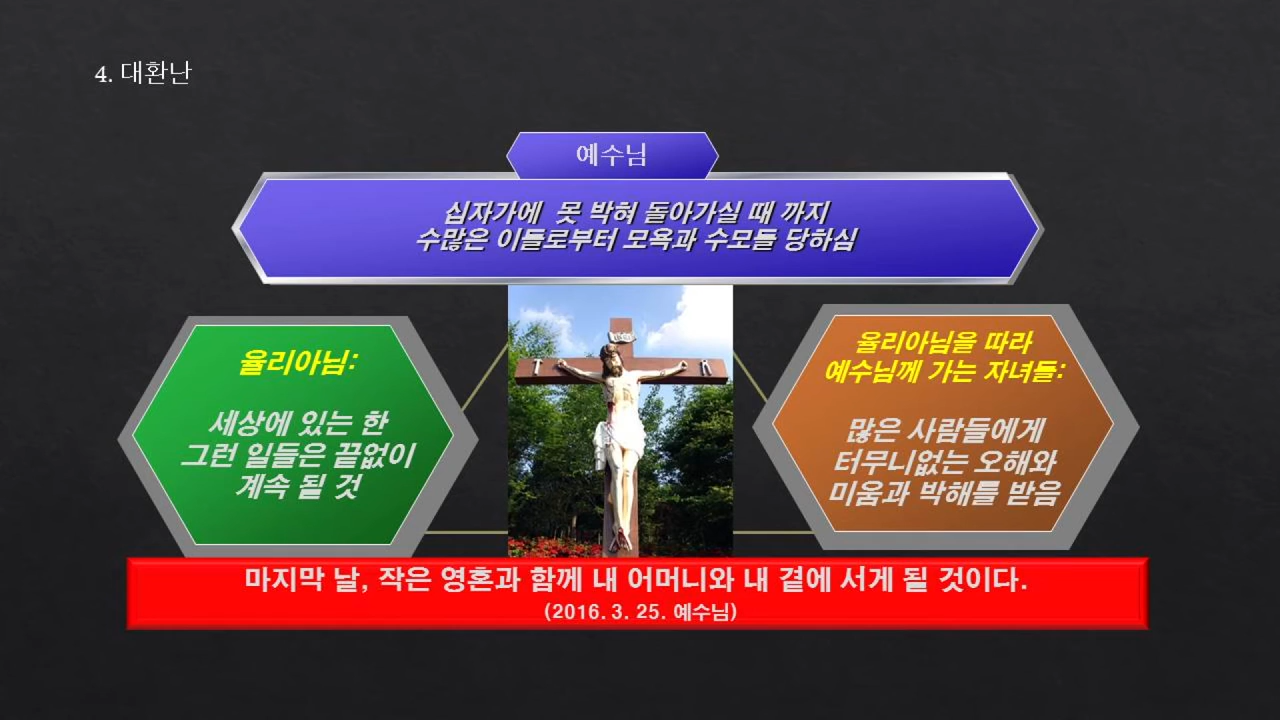 4. 대환난
예수님
십자가에 못 박혀 돌아가실 때 까지
수많은 이들로부터 모욕과 수모들 당하심
율리아님:
세상에 있는 한
그런 일들은 끝없이
계속 될 것
율리아님을 따라
예수님께 가는 자녀들:
많은 사람들에게
터무니없는 오해와
미움과 박해를 받음
마지막 날, 작은 영혼과 함께 내 어머니와 내 곁에 서게 될 것이다.
(2016. 3. 25. 예수님)